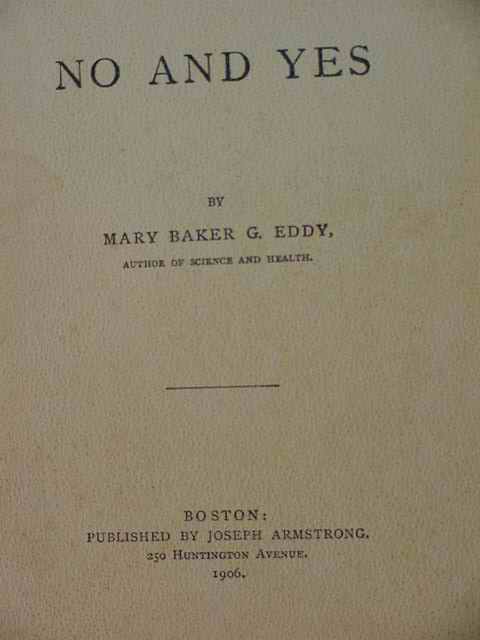 NO AND YES
BY
MARY BAKER G. EDDY,
AUTHOR OF SCIENCE AND HEALTH.
BOSTON:
PUBLISHED BY JOSEPH ARMSTRONG.
250 HUNTINGTON AVENUE.
1906.